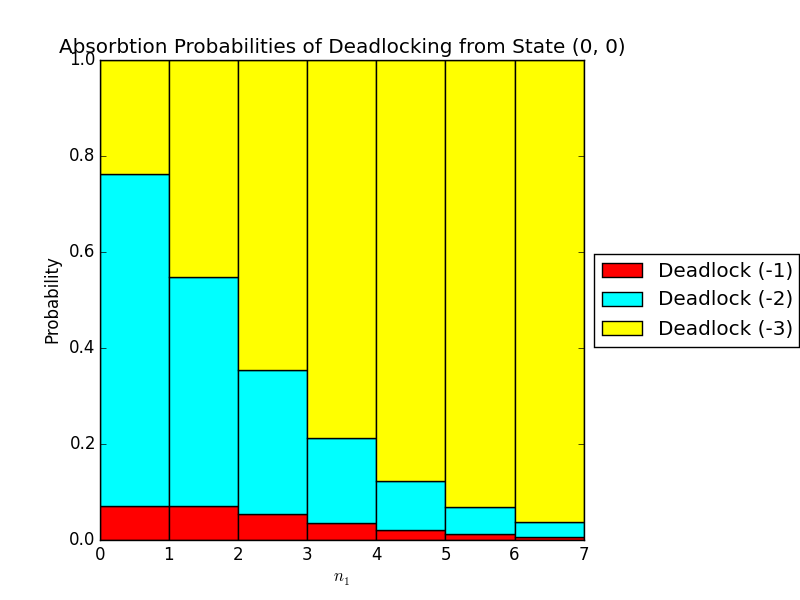 Absorbtion Probabilities of Deadlocking from State (0, 0)
1.0
0.8
0.6
0.4
0.2
0.0
Probability
0 1 2 3 4 5 6 7
n₁
Deadlock (-1)
Deadlock (-2)
Deadlock (-3)